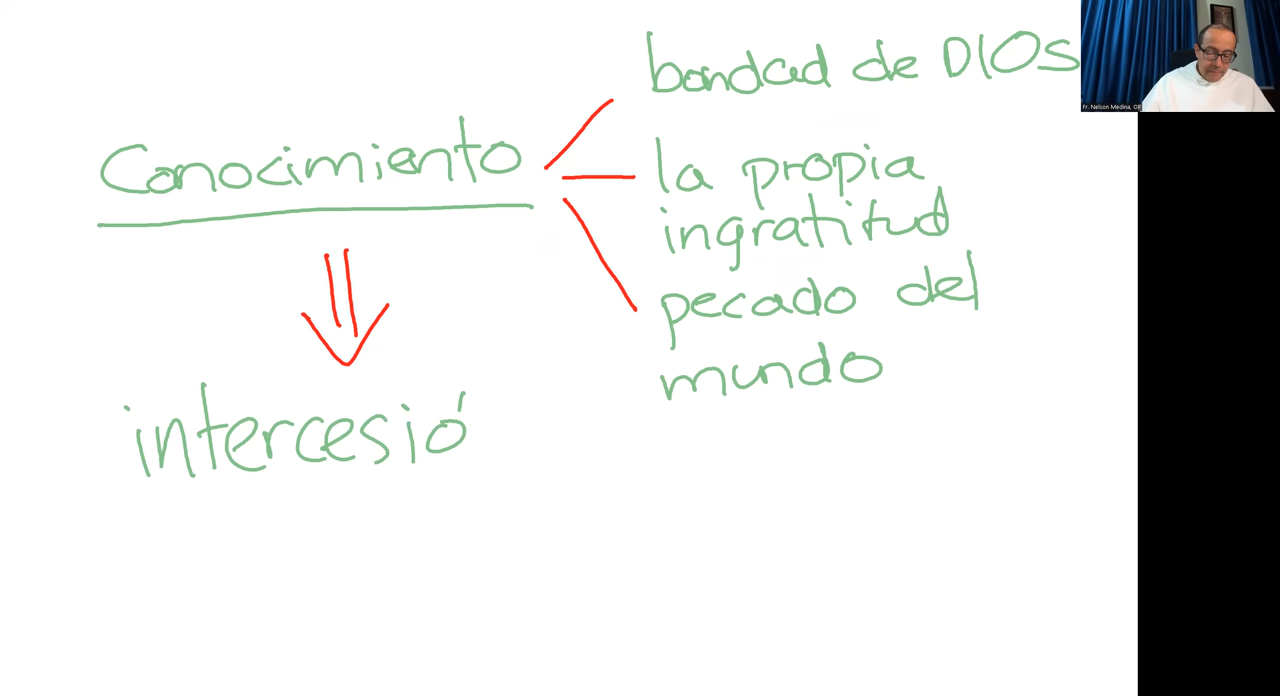 bondad de DIOS
Conocimiento
la propia
ingratitud
pecado del
mundo
intercesió
Fr. Nelson Medina, OP